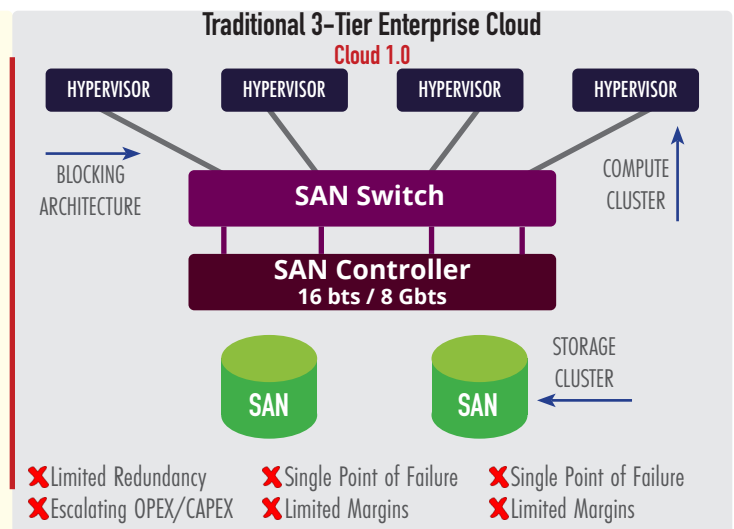 Traditional 3-Tier Enterprise Cloud
Cloud 1.0
HYPERVISOR HYPERVISOR HYPERVISOR HYPERVISOR
BLOCKING
ARCHITECTURE
COMPUTE
CLUSTER
SAN Switch
SAN Controller
16 bts / 8 Gbts
STORAGE
CLUSTER
SAN SAN
Limited Redundancy Single Point of Failure Single Point of Failure
Escalating OPEX/CAPEX Limited Margins Limited Margins